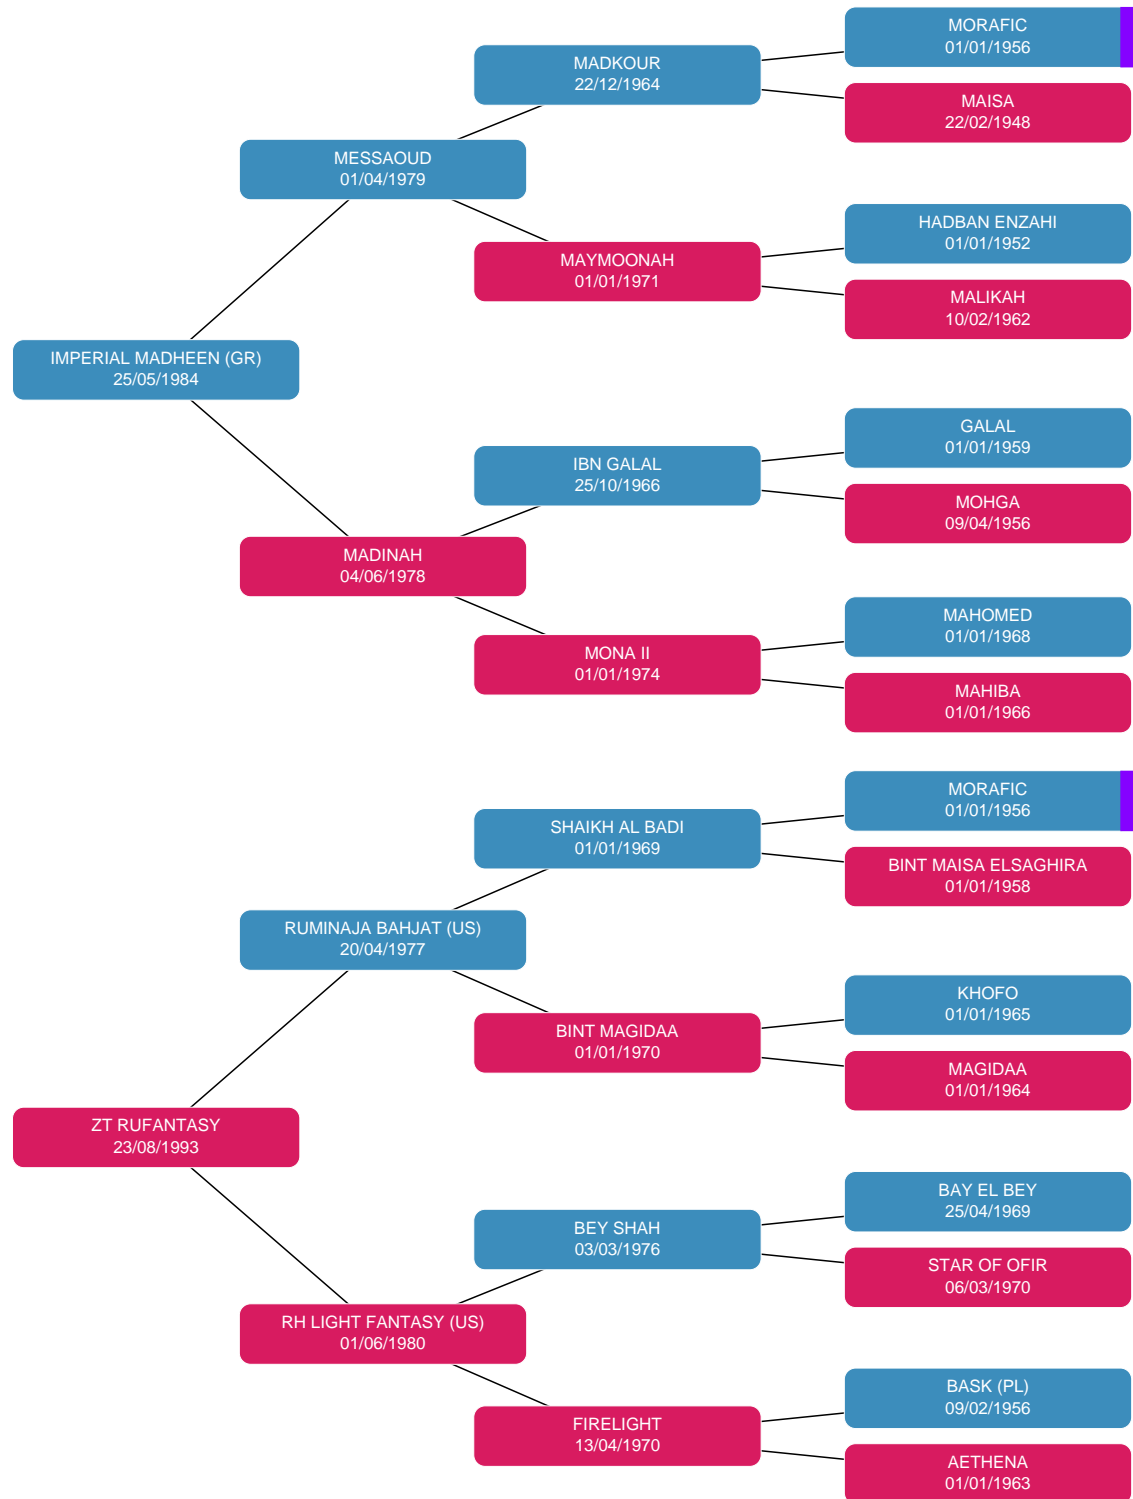 MORAFIC
01/01/1956
MADKOUR
22/12/1964
MAISA
22/02/1948
MESSAOUD
01/04/1979
HADBAN ENZAHI
01/01/1952
MAYMOONAH
01/01/1971
MALIKAH
10/02/1962
IMPERIAL MADHEEN (GR)
25/05/1984
GALAL
01/01/1959
IBN GALAL
25/10/1966
MOHGA
09/04/1956
MADINAH
04/06/1978
MAHOMED
01/01/1968
MONA II
01/01/1974
MAHIBA
01/01/1966
MORAFIC
01/01/1956
SHAIKH AL BADI
01/01/1969
BINT MAISA ELSAGHIRA
01/01/1958
RUMINAJA BAHJAT (US)
20/04/1977
KHOFO
01/01/1965
BINT MAGIDAA
01/01/1970
MAGIDAA
01/01/1964
ZT RUFANTASY
23/08/1993
BAY EL BEY
25/04/1969
BEY SHAH
03/03/1976
STAR OF OFIR
06/03/1970
RH LIGHT FANTASY (US)
01/06/1980
BASK (PL)
09/02/1956
FIRELIGHT
13/04/1970
AETHENA
01/01/1963